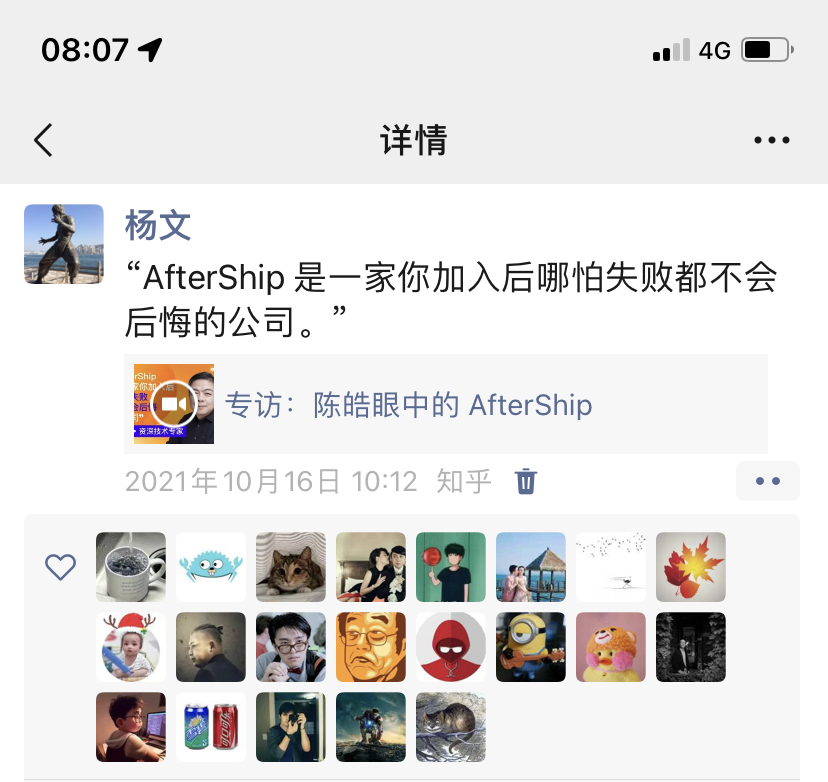 08:07
4G
详情
杨文
“AfterShip 是一家你加入后哪怕失败都不会
后悔的公司。”
专访：陈皓眼中的 AfterShip
2021年10月16日 10:12 知乎